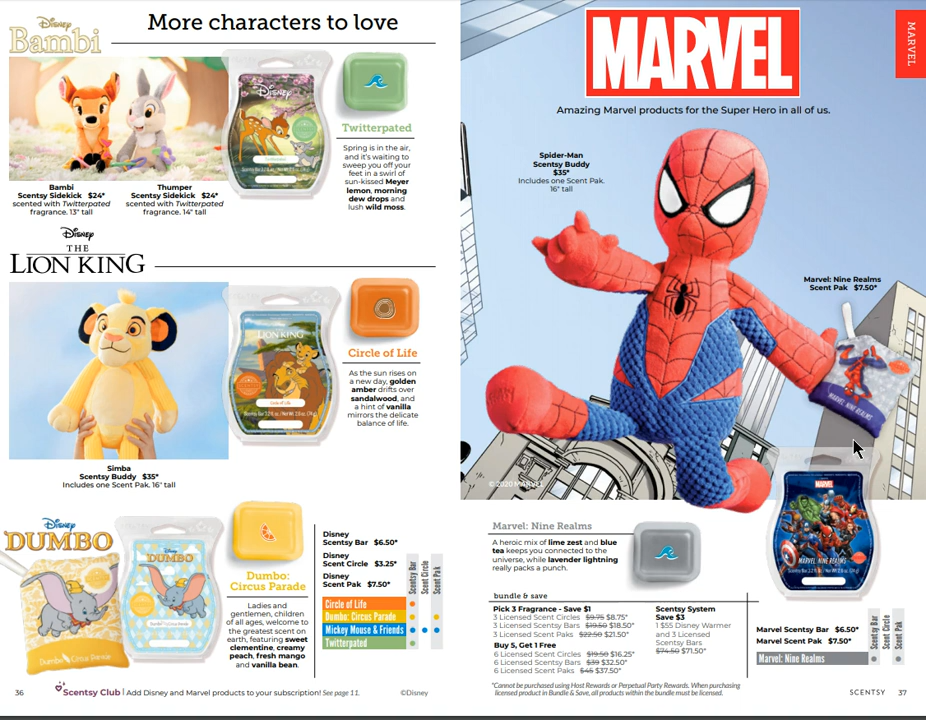 Disney
Bambi
More characters to love
Disney
Twitterpated
Spring is in the air,
and it's waiting to
sweep you off your
feet in a swirl of
sun-kissed Meyer
lemon, morning
dew drops and
lush wild moss.
Bambi
Scentsy Sidekick $24*
scented with Twitterpated
fragrance. 13" tall
Thumper
Scentsy Sidekick $24*
scented with Twitterpated
fragrance. 14" tall
Disney
THE
LION KING
LION KING
Circle of Life
Circle of Life
As the sun rises on
a new day, golden
amber drifts over
sandalwood, and
a hint of vanilla
mirrors the delicate
balance of life.
Simba
Scentsy Buddy $35*
Includes one Scent Pak. 16" tall
Disney
DUMBO
DUMBO
Dumbo: Circus Parade
Dumbo:
Circus Parade
Ladies and
gentlemen, children
of all ages, welcome to
the greatest scent on
earth, featuring sweet
clementine, creamy
peach, fresh mango
and vanilla bean.
Disney
Scentsy Bar $6.50*
Disney
Scent Circle $3.25*
Disney
Scent Pak $7.50*
Scentsy Bar
Scent Circle
Scent Pak
Circle of Life
Dumbo: Circus Parade
Mickey Mouse & Friends
Twitterpated
36
Scentsy Club | Add Disney and Marvel products to your subscription! See page 11.
©Disney
MARVEL
MARVEL
Amazing Marvel products for the Super Hero in all of us.
Spider-Man
Scentsy Buddy
$35*
Includes one Scent Pak.
16" tall
Marvel: Nine Realms
Scent Pak $7.50*
MARVEL: NINE REALMS
© 2020 MARVEL
MARVEL
MARVEL: NINE REALMS
Marvel: Nine Realms
A heroic mix of lime zest and blue
tea keeps you connected to the
universe, while lavender lightning
really packs a punch.
bundle & save
Pick 3 Fragrance - Save $1
3 Licensed Scent Circles $9.75 $8.75*
3 Licensed Scentsy Bars $19.50 $18.50*
3 Licensed Scent Paks $22.50 $21.50*
Buy 5, Get 1 Free
6 Licensed Scent Circles $19.50 $16.25*
6 Licensed Scentsy Bars $39 $32.50*
6 Licensed Scent Paks $45 $37.50*
Scentsy System
Save $3
1 $55 Disney Warmer
and 3 Licensed
Scentsy Bars
$74.50 $71.50*
Marvel Scentsy Bar $6.50*
Marvel Scent Pak $7.50*
Scentsy Bar
Scent Circle
Scent Pak
Marvel: Nine Realms
*Cannot be purchased using Host Rewards or Perpetual Party Rewards. When purchasing
licensed product in Bundle & Save, all products within the bundle must be licensed.
SCENTSY 37